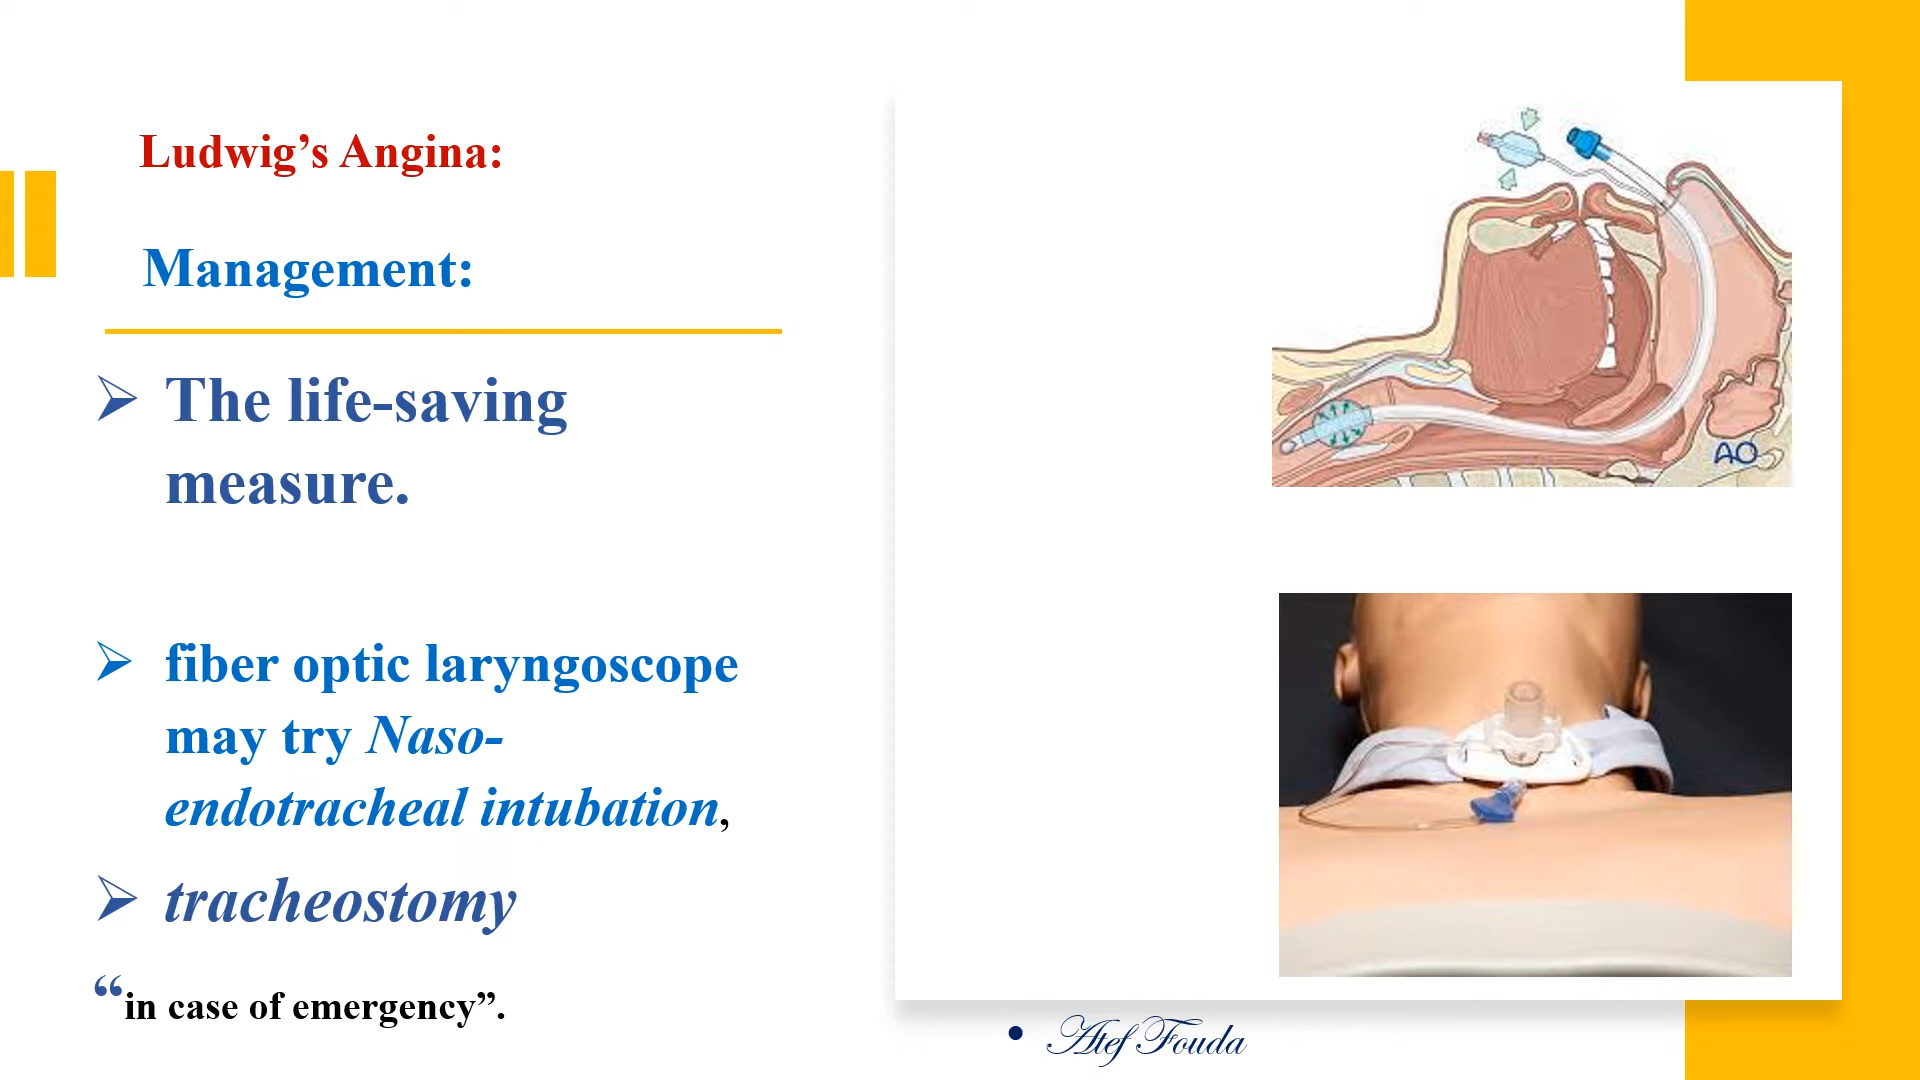 Ludwig’s Angina:
Management:
➢ The life-saving
measure.
➢ fiber optic laryngoscope
may try Naso-
endotracheal intubation,
➢ tracheostomy
“in case of emergency”.
AO
• Atef Fouda